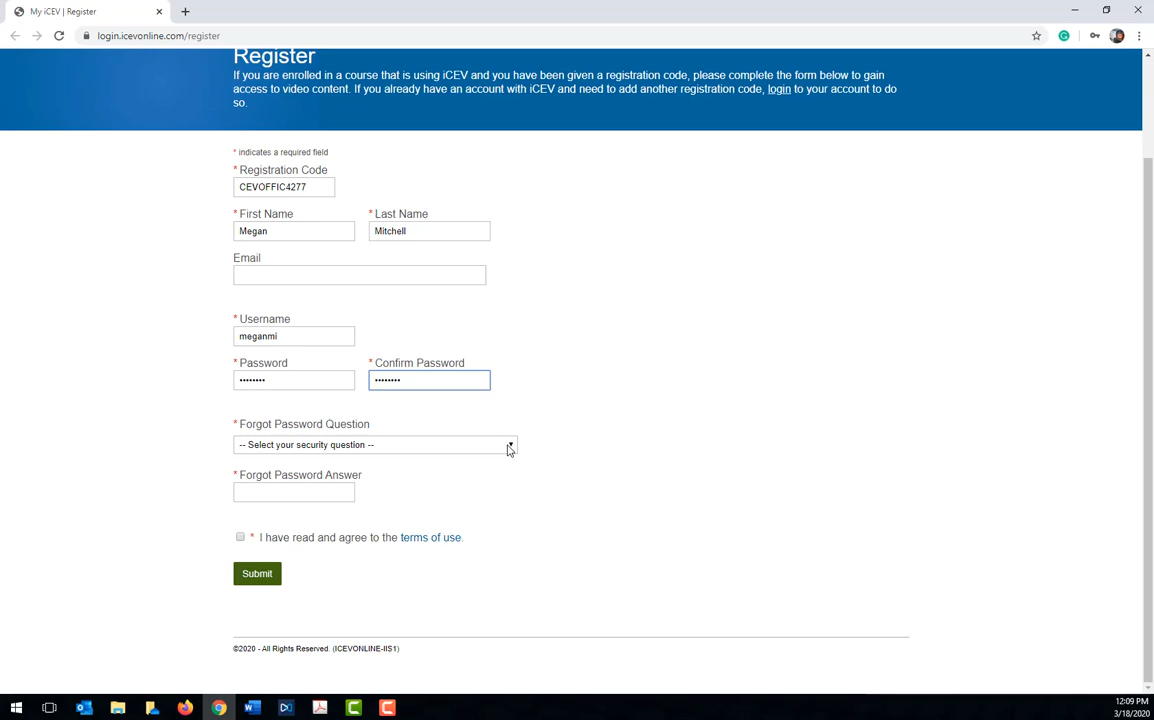 My iCEV | Register
login.icevonline.com/register
Register
If you are enrolled in a course that is using iCEV and you have been given a registration code, please complete the form below to gain
access to video content. If you already have an account with iCEV and need to add another registration code, login to your account to do
so.
* indicates a required field
* Registration Code
CEVOFFIC4277
* First Name * Last Name
Megan Mitchell
Email
* Username
meganmi
* Password * Confirm Password
•••••••• ••••••••
* Forgot Password Question
-- Select your security question --
* Forgot Password Answer
* I have read and agree to the terms of use.
Submit
©2020 - All Rights Reserved. (ICEVONLINE-IIS1)
12:09 PM
3/18/2020